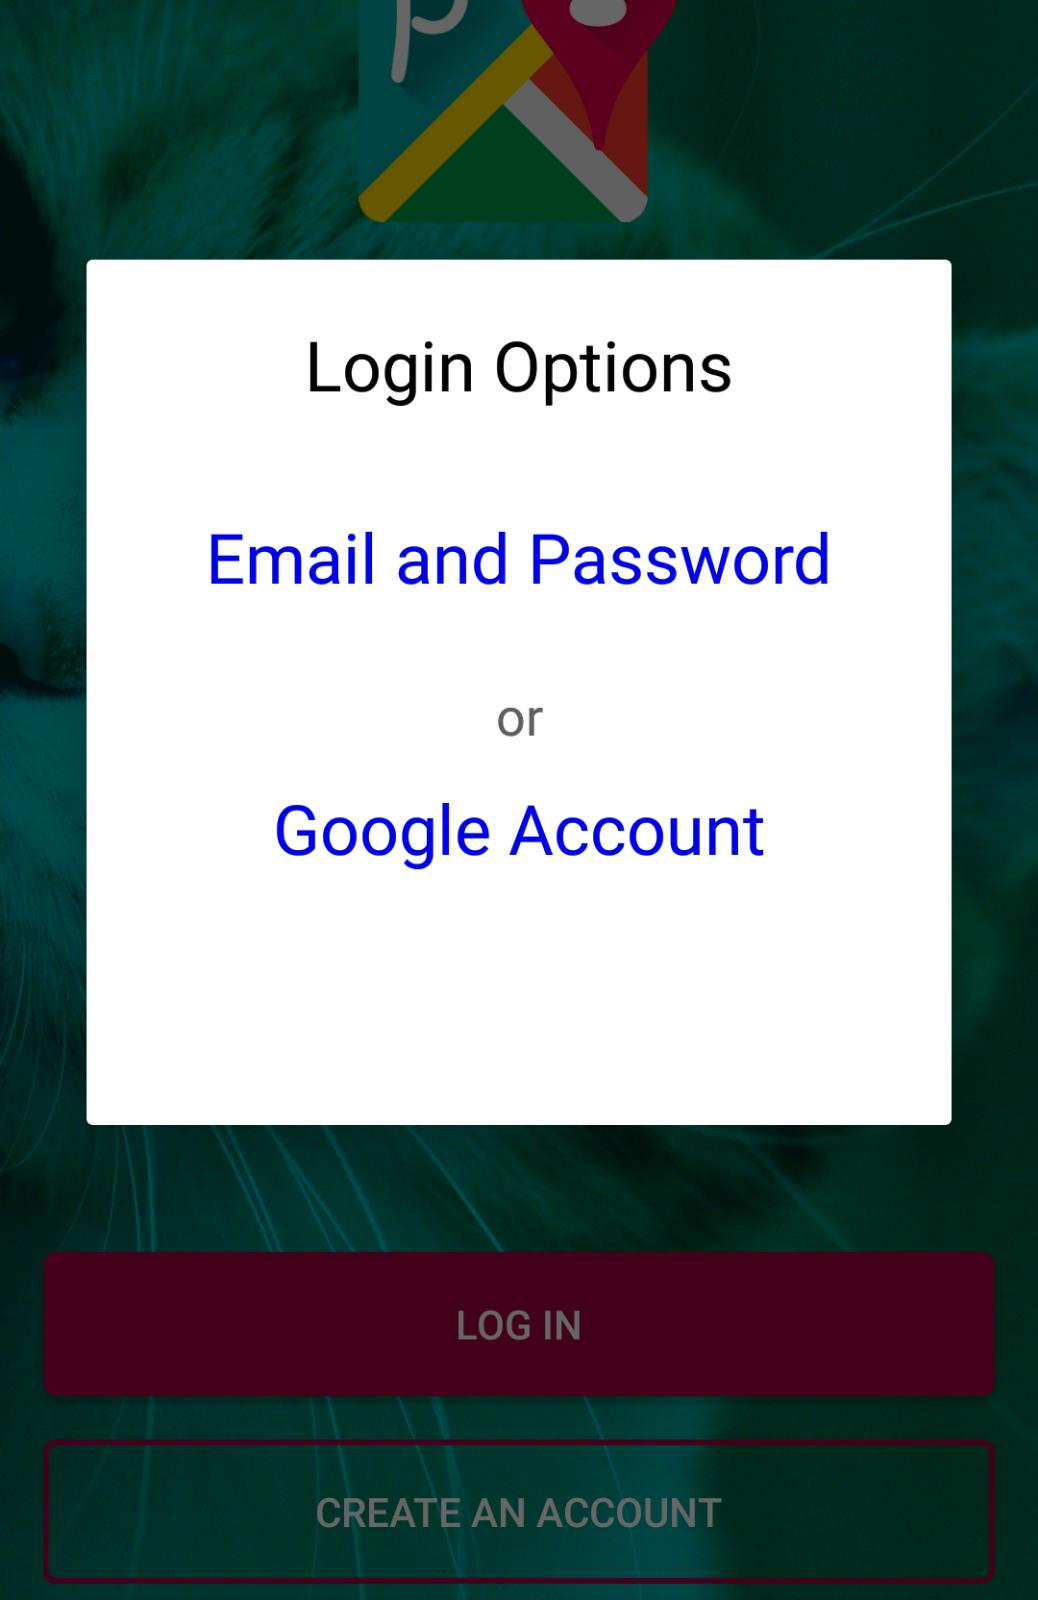 Login Options
Email and Password
or
Google Account
LOG IN
CREATE AN ACCOUNT